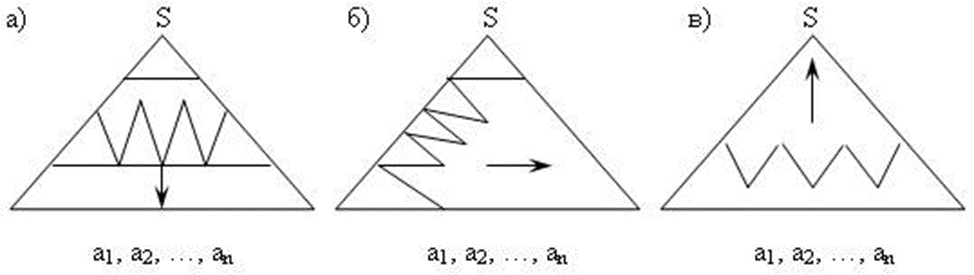 а) S б) S в) S
a1, a2, …, an a1, a2, …, an a1, a2, …, an